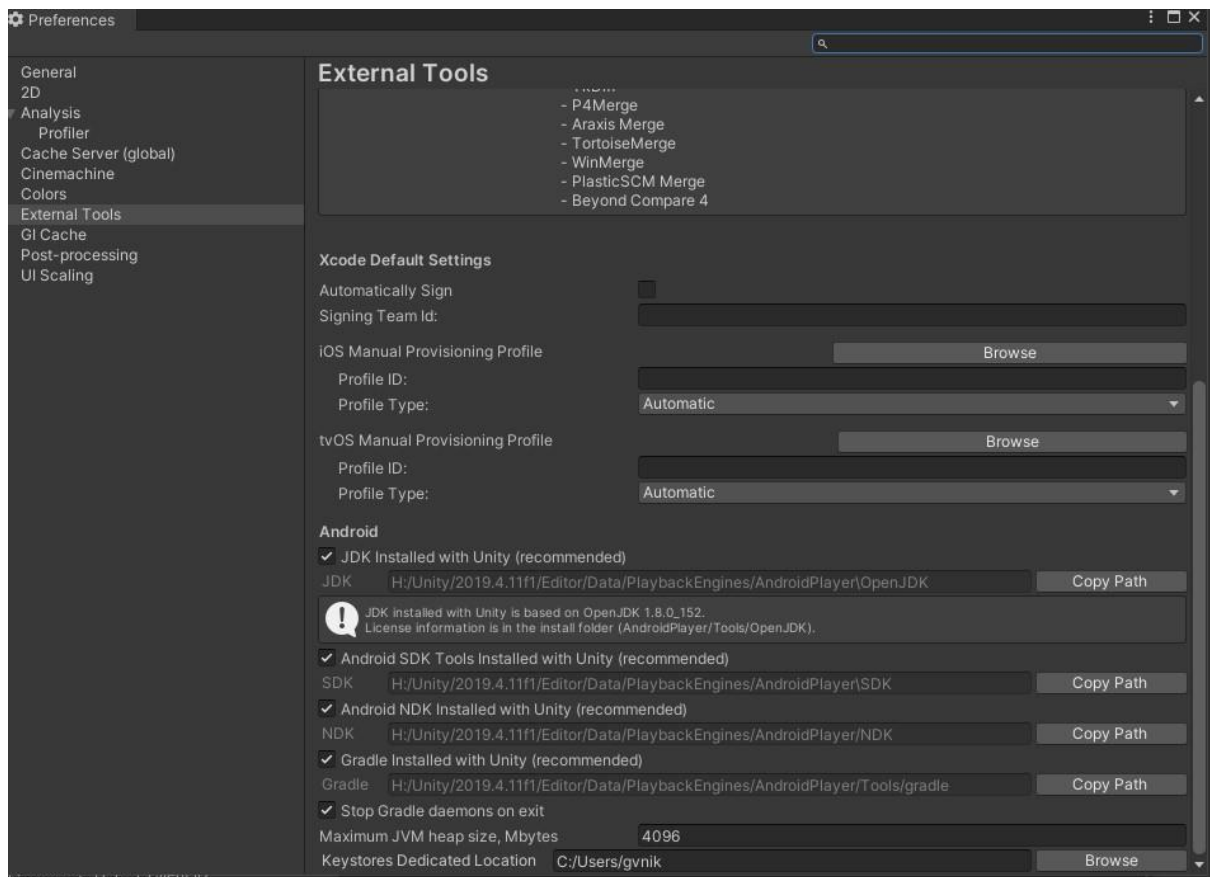 Preferences
General
2D
Analysis
Profiler
Cache Server (global)
Cinemachine
Colors
External Tools
GI Cache
Post-processing
UI Scaling
External Tools
- P4Merge
- Araxis Merge
- TortoiseMerge
- WinMerge
- PlasticSCM Merge
- Beyond Compare 4
Xcode Default Settings
Automatically Sign
Signing Team Id:
iOS Manual Provisioning Profile Browse
Profile ID:
Profile Type: Automatic
tvOS Manual Provisioning Profile Browse
Profile ID:
Profile Type: Automatic
Android
JDK Installed with Unity (recommended)
JDK H:/Unity/2019.4.11f1/Editor/Data/PlaybackEngines/AndroidPlayer\OpenJDK Copy Path
JDK installed with Unity is based on OpenJDK 1.8.0_152.
License information is in the install folder (AndroidPlayer/Tools/OpenJDK).
Android SDK Tools Installed with Unity (recommended)
SDK H:/Unity/2019.4.11f1/Editor/Data/PlaybackEngines/AndroidPlayer\SDK Copy Path
Android NDK Installed with Unity (recommended)
NDK H:/Unity/2019.4.11f1/Editor/Data/PlaybackEngines/AndroidPlayer/NDK Copy Path
Gradle Installed with Unity (recommended)
Gradle H:/Unity/2019.4.11f1/Editor/Data/PlaybackEngines/AndroidPlayer/Tools/gradle Copy Path
Stop Gradle daemons on exit
Maximum JVM heap size, Mbytes 4096
Keystores Dedicated Location C:/Users/gvnik Browse